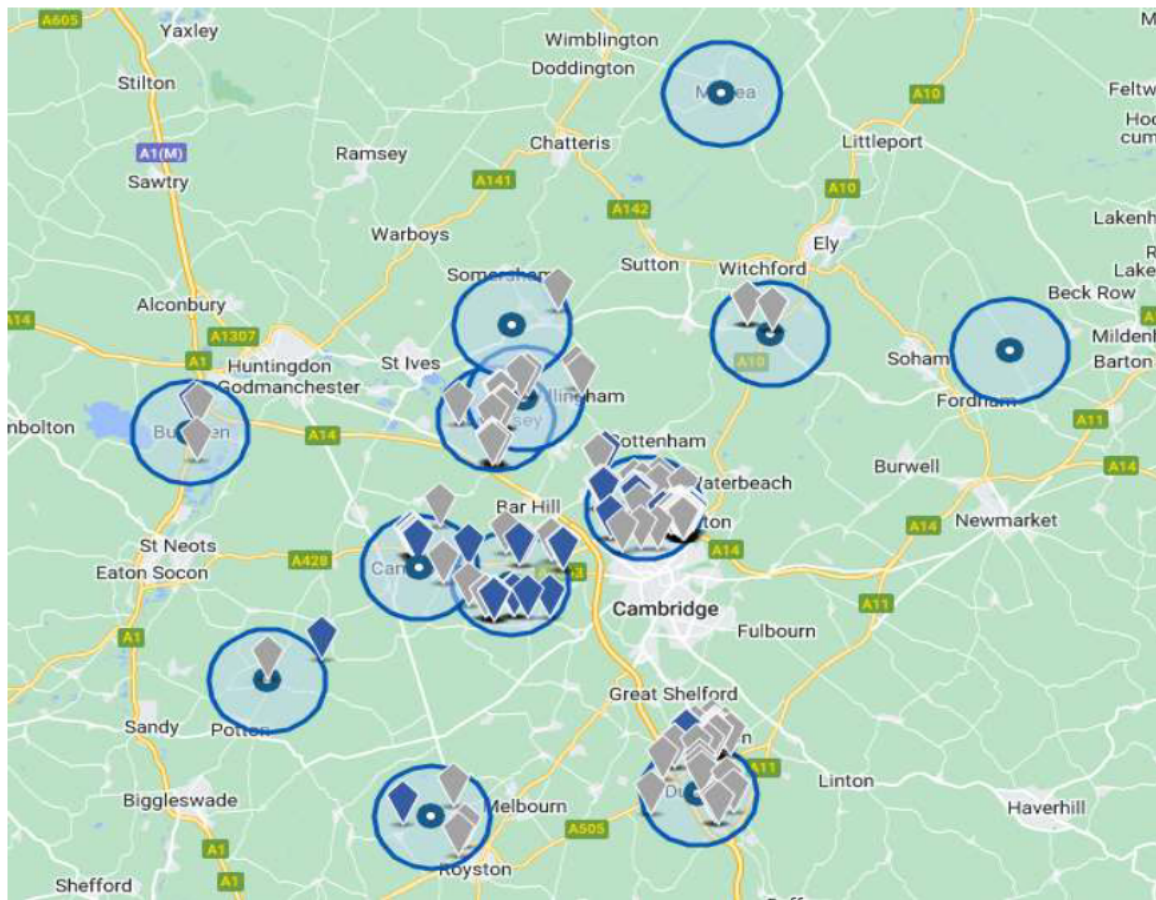 A605
Yaxley
Wimblington
Doddington
Stilton
A10
Chatteris
Littleport
A1(M)
Ramsey
Sawtry
A141
A10
A142
Warboys
Ely
Sutton
Witchford
Somersham
Alconbury
Beck Row
A14
A1307
A1
St Ives
Soham
Huntingdon
Godmanchester
A10
Barton
Fordham
A11
A14
Cottenham
Burwell
A14
Bar Hill
Newmarket
A14
St Neots
A428
A14
Eaton Socon
Cambridge
A11
A1
Fulbourn
Great Shelford
Sandy
Potton
A11
Linton
Biggleswade
Melbourn
Haverhill
A505
A1
Royston
A1
Shefford